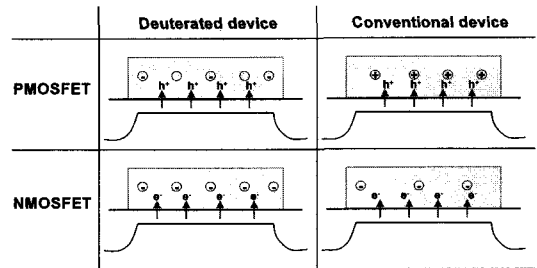 Deuterated device Conventional device
PMOSFET
h⁺ h⁺ h⁺ h⁺ h⁺ h⁺ h⁺ h⁺
NMOSFET
e⁻ e⁻ e⁻ e⁻ e⁻ e⁻ e⁻ e⁻